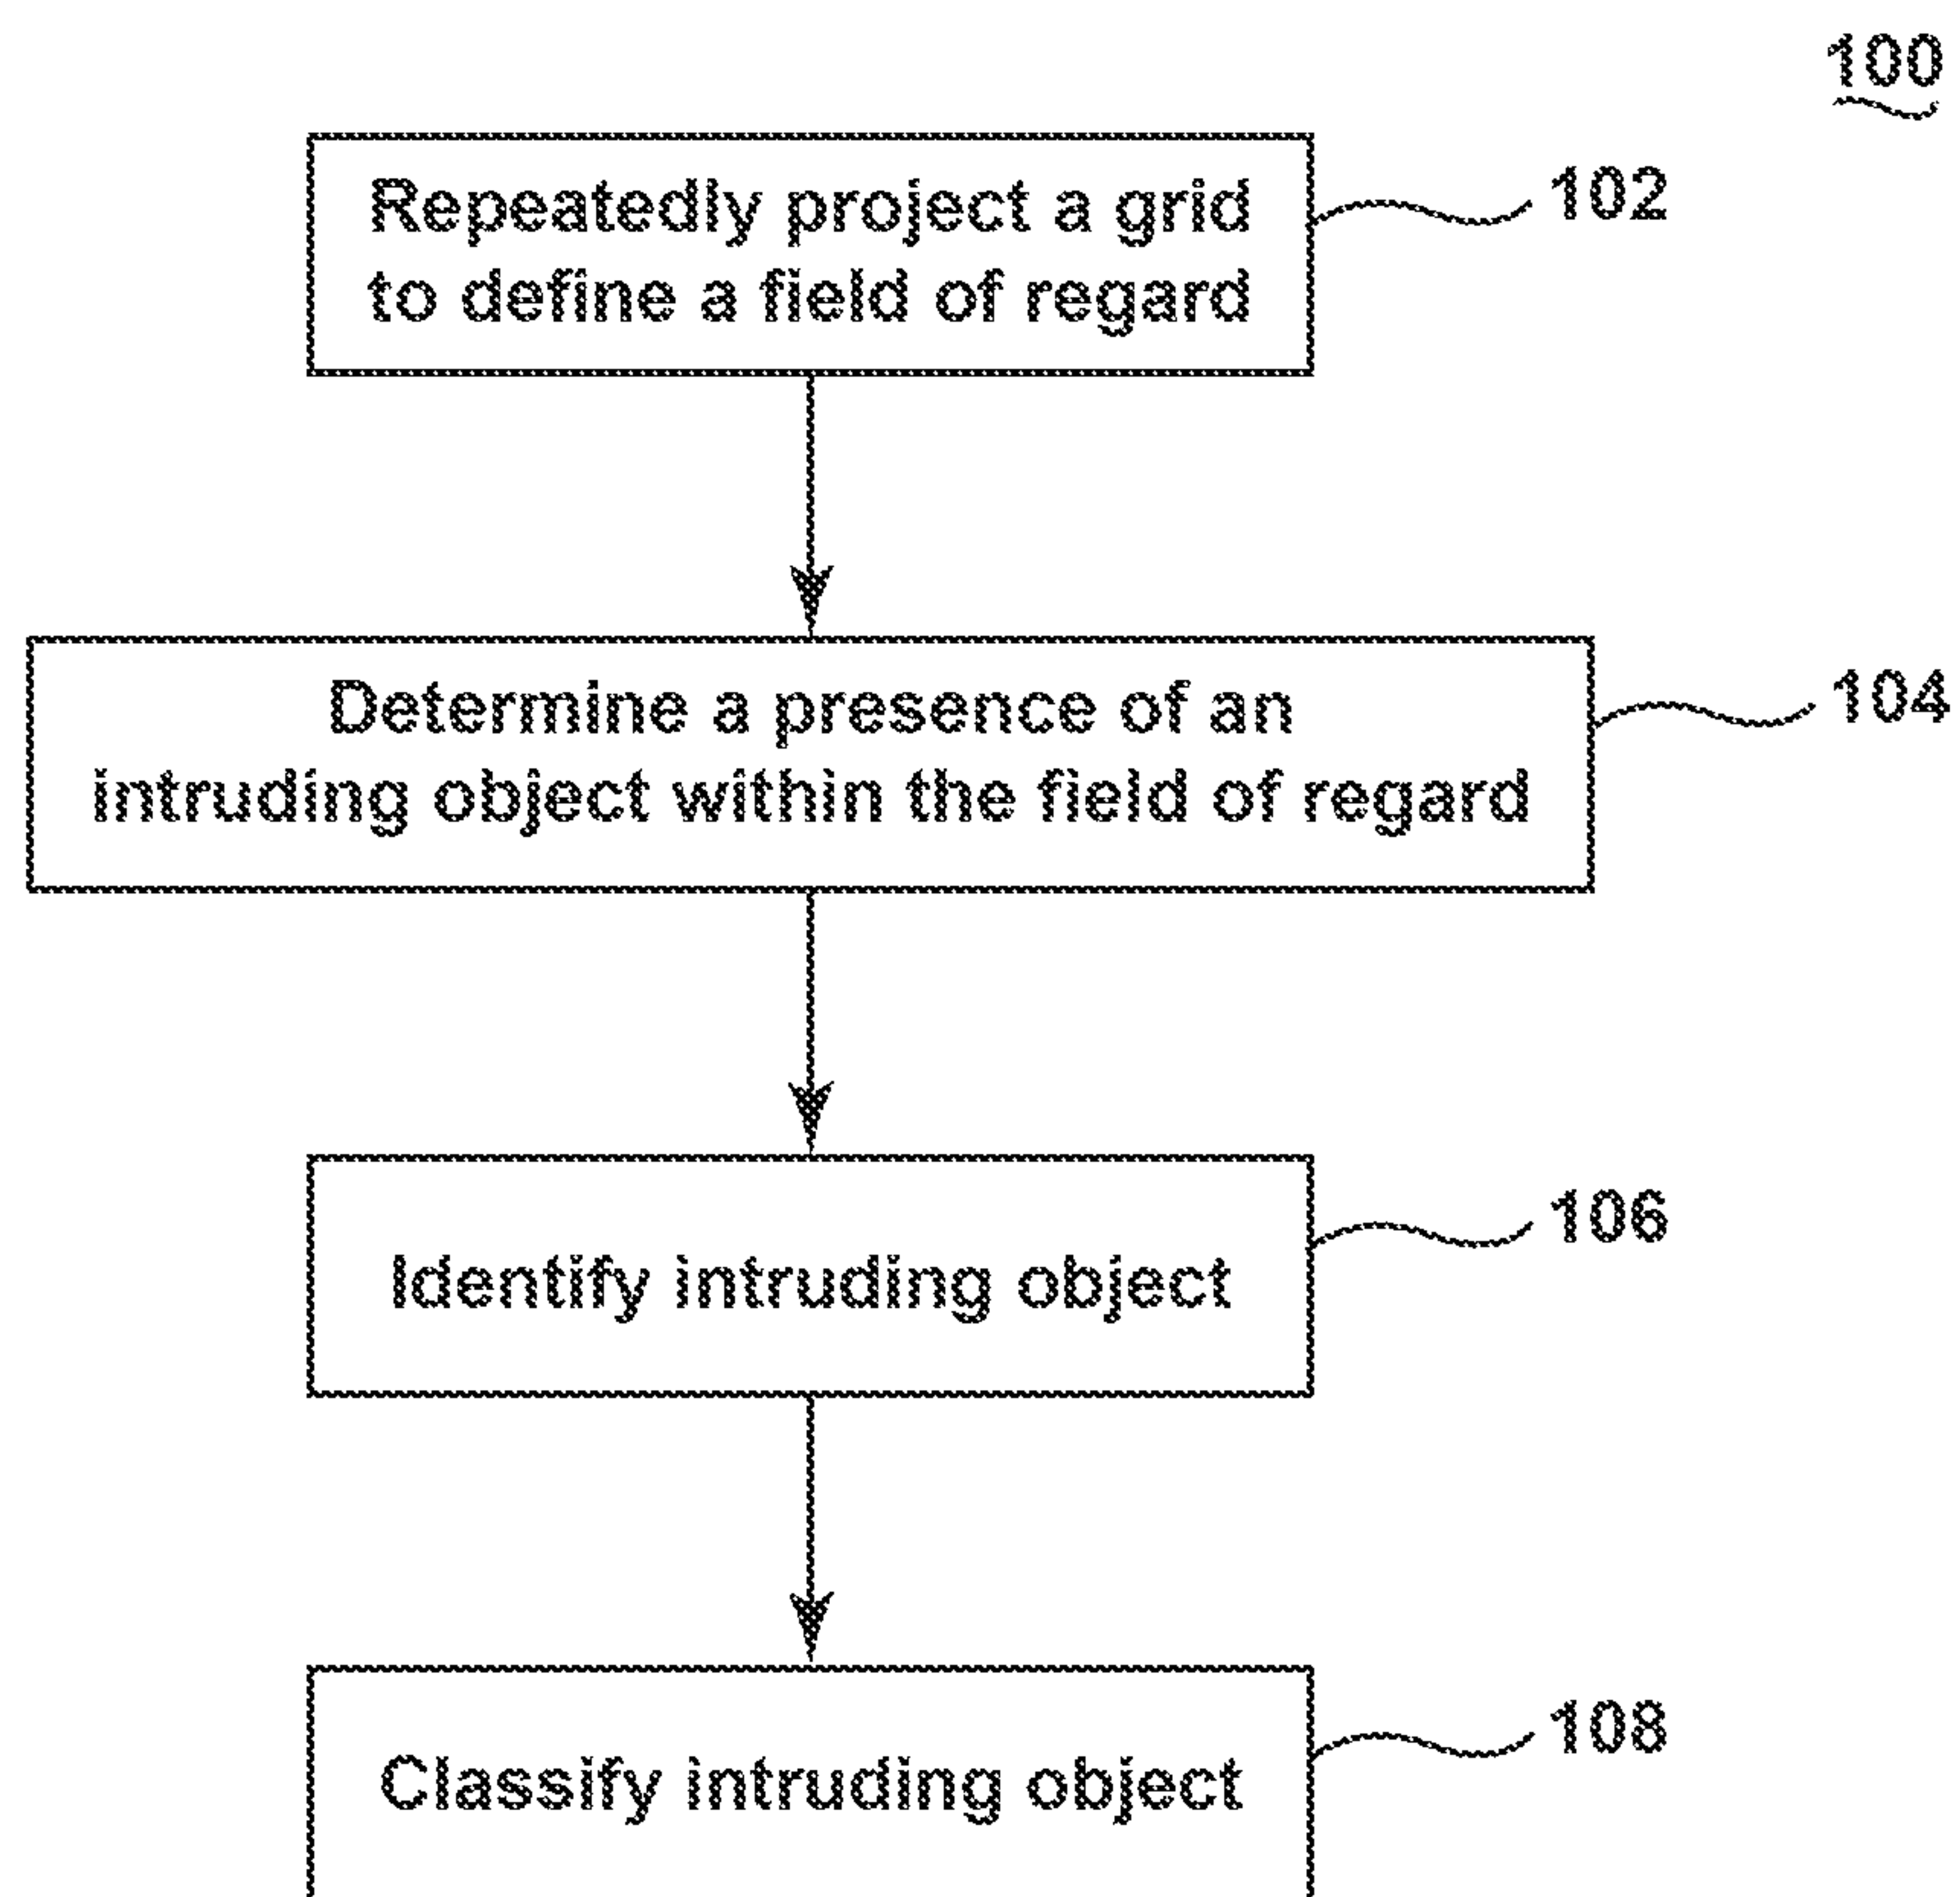 100
Repeatedly project a grid
to define a field of regard
102
Determine a presence of an
intruding object within the field of regard
104
Identify intruding object
106
Classify intruding object
108